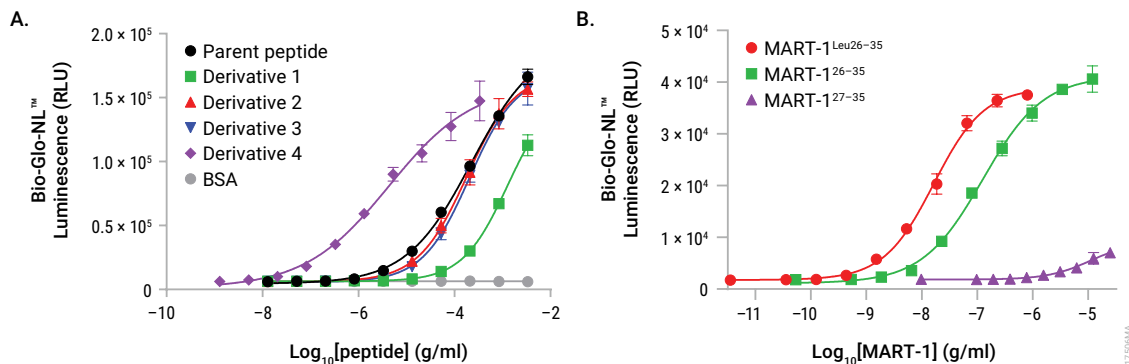 A.
Bio-Glo-NL™
Luminescence (RLU)
2.0 × 10⁵
1.5 × 10⁵
1.0 × 10⁵
0.5 × 10⁵
0
Parent peptide
Derivative 1
Derivative 2
Derivative 3
Derivative 4
BSA
−10
−8
−6
−4
−2
Log₁₀[peptide] (g/ml)
B.
Bio-Glo-NL™
Luminescence (RLU)
5 × 10⁴
4 × 10⁴
3 × 10⁴
2 × 10⁴
1 × 10⁴
0
MART-1ᴸᵉᵘ²⁶⁻³⁵
MART-1²⁶⁻³⁵
MART-1²⁷⁻³⁵
−11
−10
−9
−8
−7
−6
−5
Log₁₀[MART-1] (g/ml)